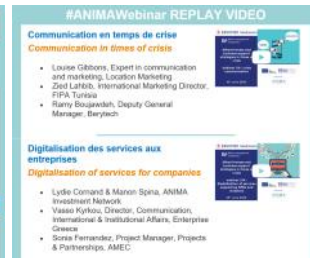 #ANIMAWebinar REPLAY VIDEO
Communication en temps de crise
Communication in times of crisis
• Louise Gibbons, Expert in communication
and marketing, Location Marketing
• Zied Lahbib, International Marketing Director,
FIPA Tunisia
• Ramy Boujawdeh, Deputy General
Manager, Berytech
Digitalisation des services aux
entreprises
Digitalisation of services for companies
• Lydie Cornand & Manon Spina, ANIMA
Investment Network
• Vasso Kyrkou, Director, Communication,
International & Institutional Affairs, Enterprise
Greece
• Sonia Fernandez, Project Manager, Projects
& Partnerships, AMEC